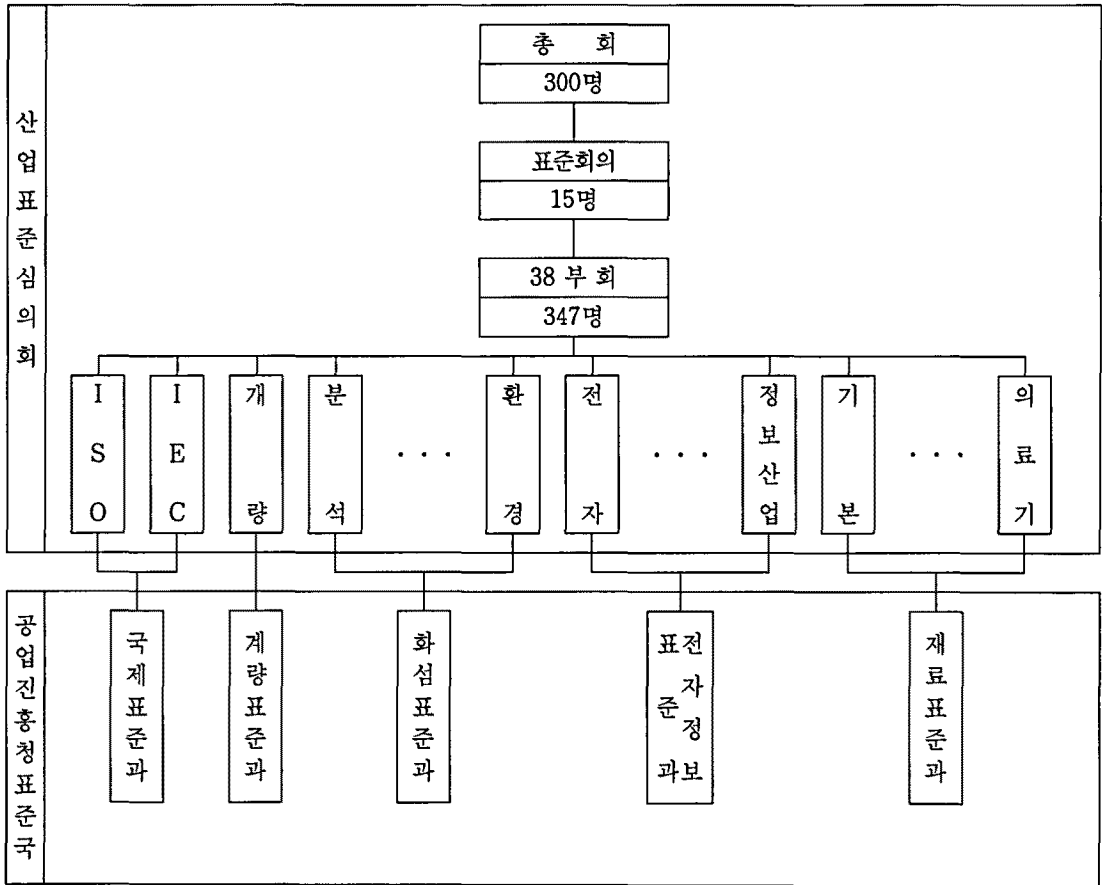 산업표준심의회
총 회
300명
표준회의
15명
38 부 회
347명
I S O
I E C
개 량
분 석
· · ·
환 경
전 자
· · ·
정보산업
기 본
· · ·
의료기
공업진흥청표준국
국제표준과
계량표준과
화섬표준과
전자정보
표준과
재료표준과